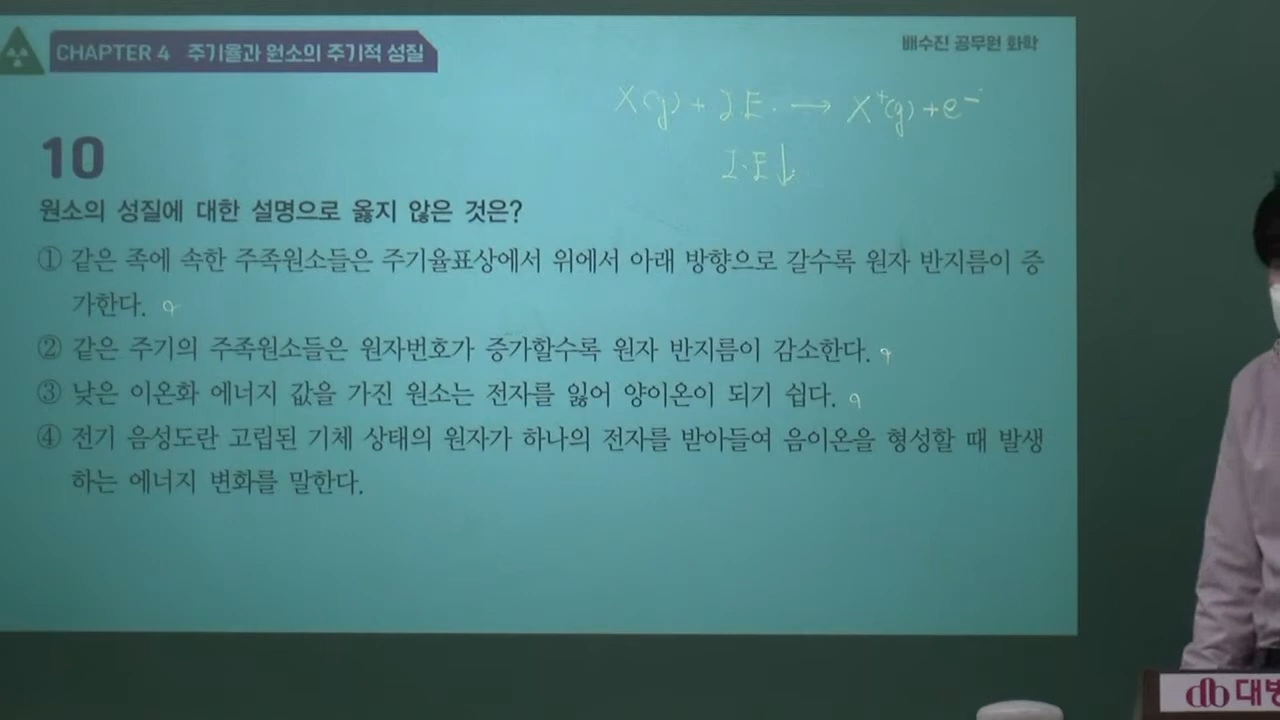 CHAPTER 4 주기율과 원소의 주기적 성질
배수진 공무원 화학
X(g) + I.E. → X⁺(g) + e⁻
I.E↓
10
원소의 성질에 대한 설명으로 옳지 않은 것은?
① 같은 족에 속한 주족원소들은 주기율표상에서 위에서 아래 방향으로 갈수록 원자 반지름이 증
가한다.
② 같은 주기의 주족원소들은 원자번호가 증가할수록 원자 반지름이 감소한다.
③ 낮은 이온화 에너지 값을 가진 원소는 전자를 잃어 양이온이 되기 쉽다.
④ 전기 음성도란 고립된 기체 상태의 원자가 하나의 전자를 받아들여 음이온을 형성할 때 발생
하는 에너지 변화를 말한다.